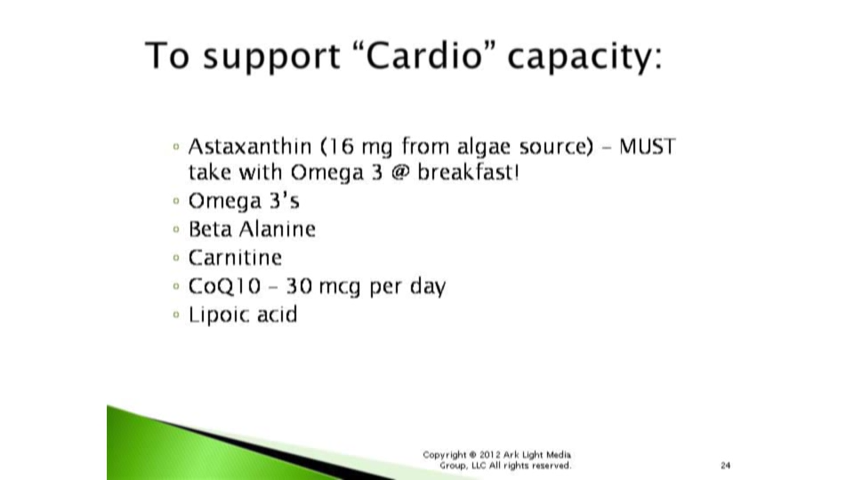 To support “Cardio” capacity:
Astaxanthin (16 mg from algae source) – MUST
take with Omega 3 @ breakfast!
Omega 3’s
Beta Alanine
Carnitine
CoQ10 – 30 mcg per day
Lipoic acid
Copyright © 2012 Ark Light Media
Group, LLC All rights reserved.
24